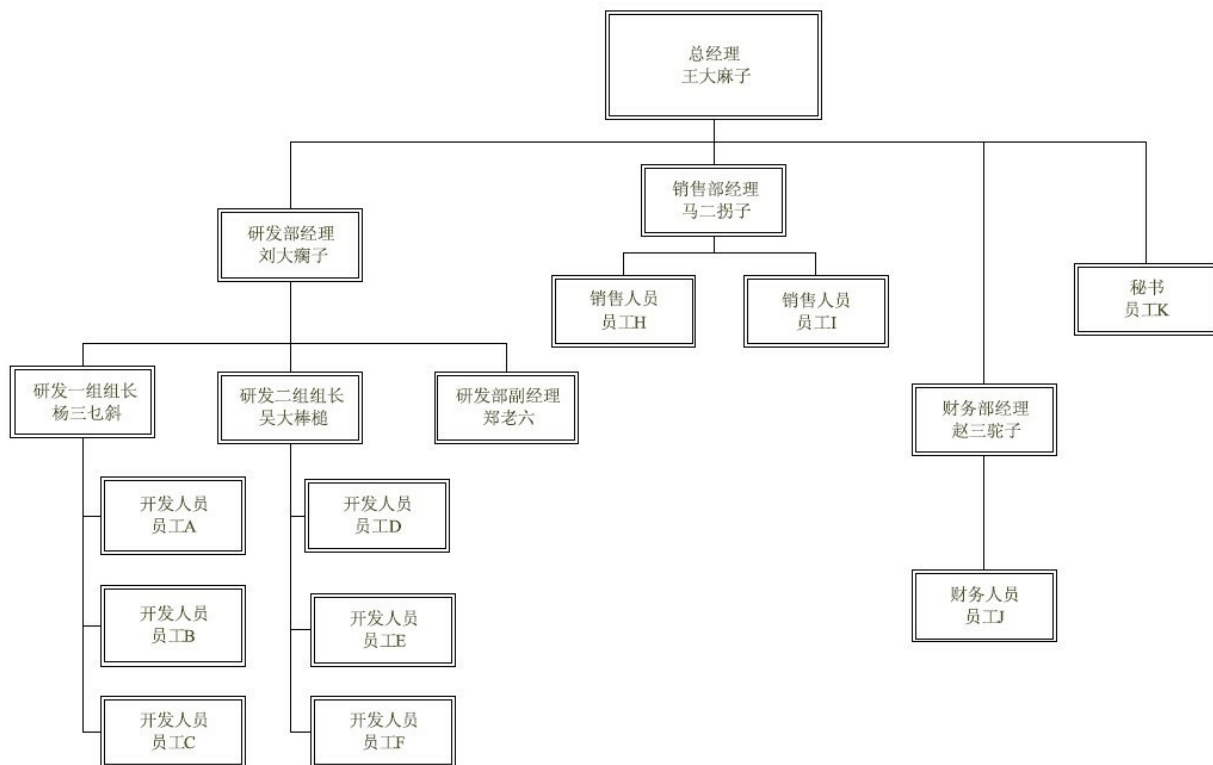 总经理
王大麻子
销售部经理
马二拐子
研发部经理
刘大瘸子
销售人员
员工H
销售人员
员工I
秘书
员工K
研发一组组长
杨三乜斜
研发二组组长
吴大棒槌
研发部副经理
郑老六
财务部经理
赵三驼子
开发人员
员工A
开发人员
员工D
开发人员
员工B
开发人员
员工E
财务人员
员工J
开发人员
员工C
开发人员
员工F